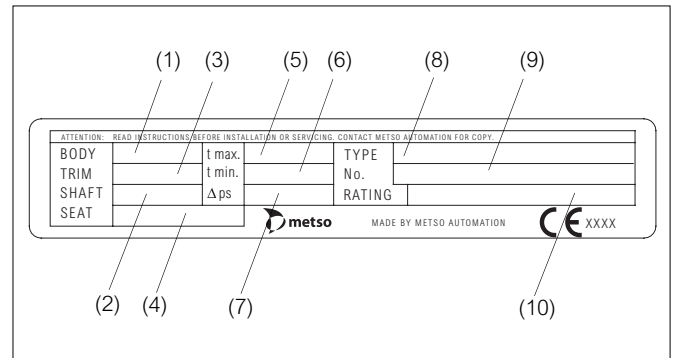 (1) (3) (5) (6) (8) (9)
ATTENTION: READ INSTRUCTIONS BEFORE INSTALLATION OR SERVICING. CONTACT METSO AUTOMATION FOR COPY.
BODY t max. TYPE
TRIM t min. No.
SHAFT Δps RATING
SEAT metso MADE BY METSO AUTOMATION CE XXXX
(2) (4) (7) (10)